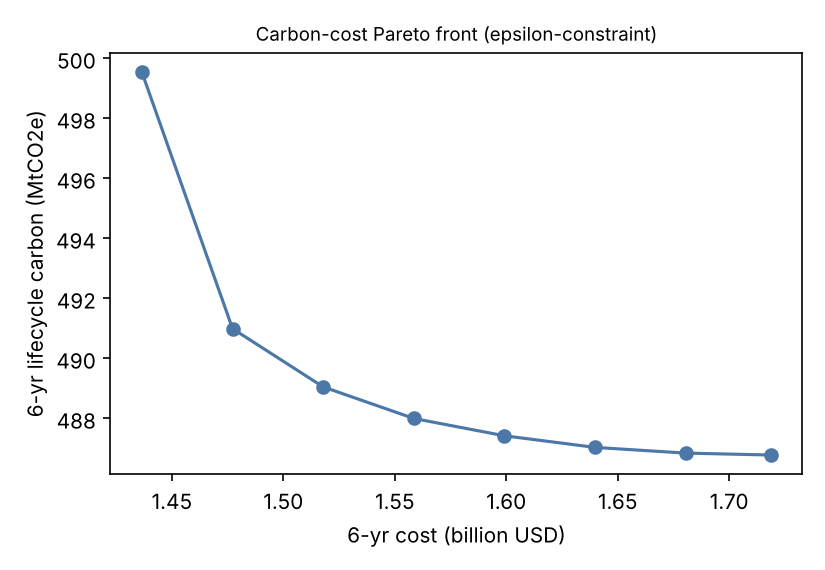 Carbon-cost Pareto front (epsilon-constraint)
6-yr lifecycle carbon (MtCO2e)
500
498
496
494
492
490
488
1.45 1.50 1.55 1.60 1.65 1.70
6-yr cost (billion USD)